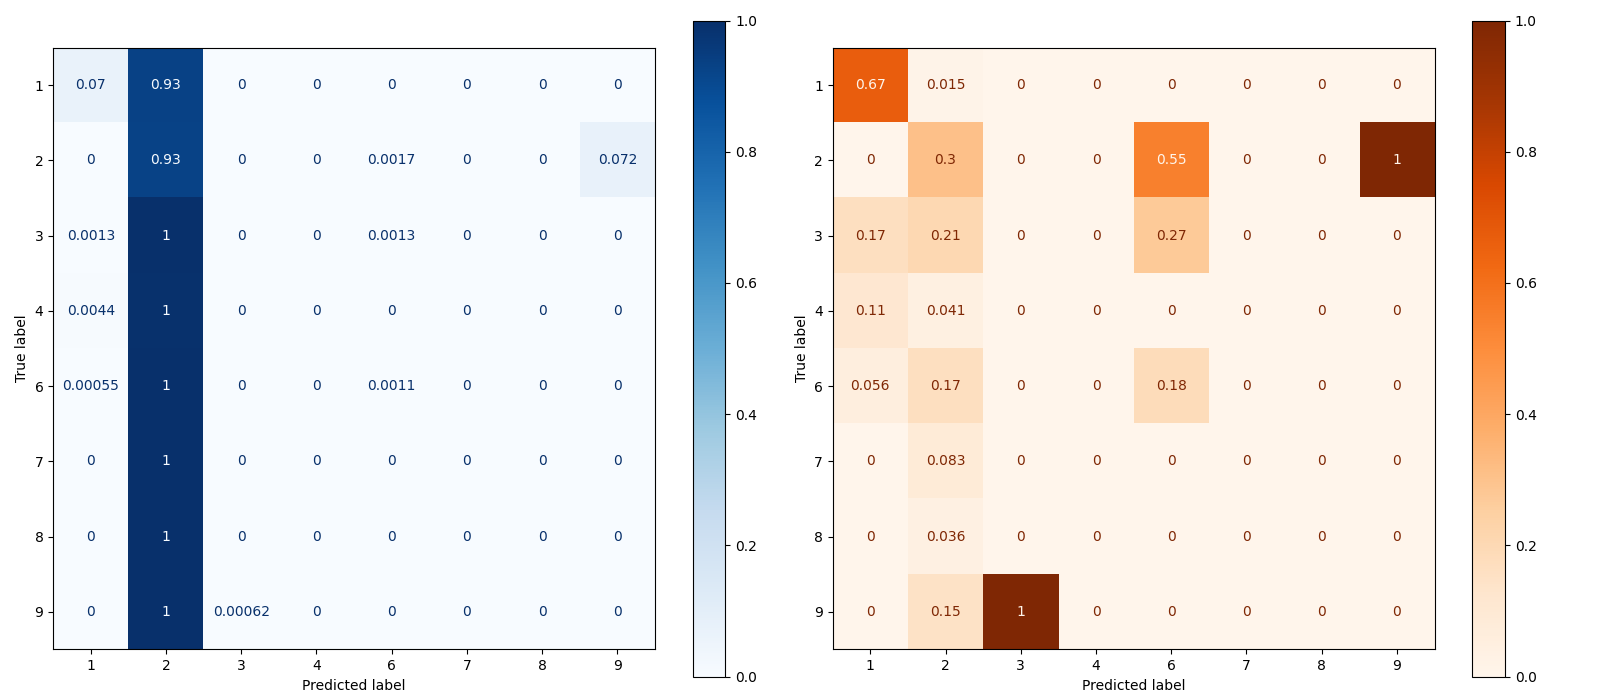 1.0
1.0
1 0.07 0.93 0 0 0 0 0 0
1 0.67 0.015 0 0 0 0 0 0
0.8
0.8
2 0 0.93 0 0 0.0017 0 0 0.072
2 0 0.3 0 0 0.55 0 0 1
3 0.0013 1 0 0 0.0013 0 0 0
3 0.17 0.21 0 0 0.27 0 0 0
0.6
0.6
4 0.0044 1 0 0 0 0 0 0
4 0.11 0.041 0 0 0 0 0 0
True label
True label
6 0.00055 1 0 0 0.0011 0 0 0
6 0.056 0.17 0 0 0.18 0 0 0
0.4
0.4
7 0 1 0 0 0 0 0 0
7 0 0.083 0 0 0 0 0 0
8 0 1 0 0 0 0 0 0
8 0 0.036 0 0 0 0 0 0
0.2
0.2
9 0 1 0.00062 0 0 0 0 0
9 0 0.15 1 0 0 0 0 0
1 2 3 4 6 7 8 9
1 2 3 4 6 7 8 9
0.0
0.0
Predicted label
Predicted label